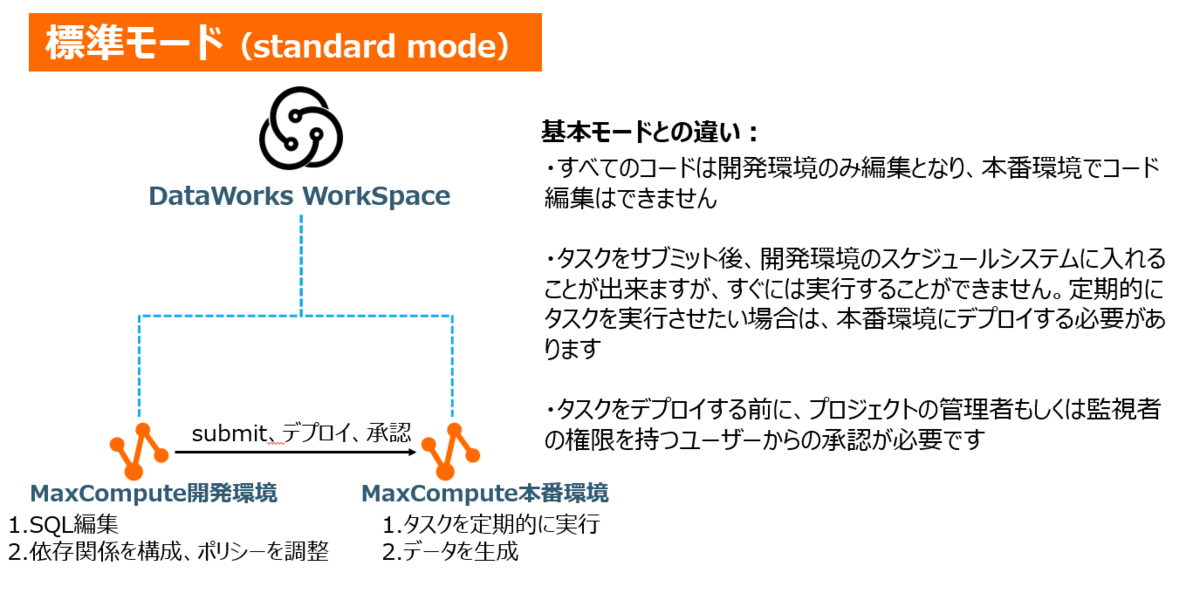 標準モード（standard mode）
DataWorks WorkSpace
基本モードとの違い：
・すべてのコードは開発環境のみ編集となり、本番環境でコード
編集はできません
・タスクをサブミット後、開発環境のスケジュールシステムに入れる
ことが出来ますが、すぐには実行することができません。定期的に
タスクを実行させたい場合は、本番環境にデプロイする必要があ
ります
・タスクをデプロイする前に、プロジェクトの管理者もしくは監視者
の権限を持つユーザーからの承認が必要です
submit、デプロイ、承認
MaxCompute開発環境
1.SQL編集
2.依存関係を構成、ポリシーを調整
MaxCompute本番環境
1.タスクを定期的に実行
2.データを生成